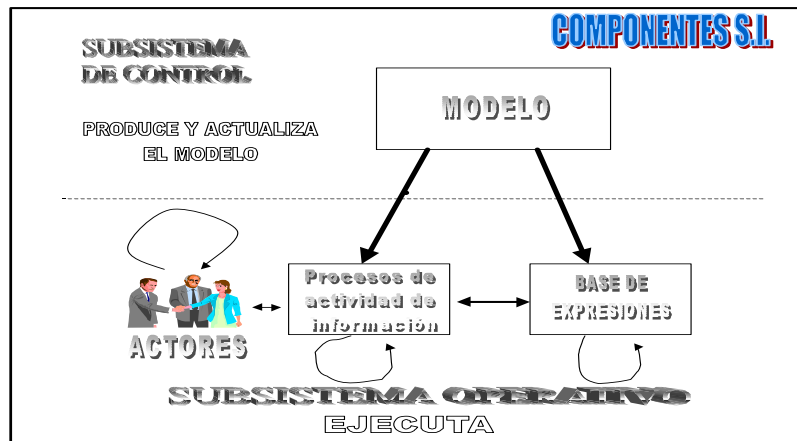 COMPONENTES S.I.
SUBSISTEMA
DE CONTROL
PRODUCE Y ACTUALIZA
EL MODELO
MODELO
Procesos de
actividad de
información
BASE DE
EXPRESIONES
ACTORES
SUBSISTEMA OPERATIVO
EJECUTA